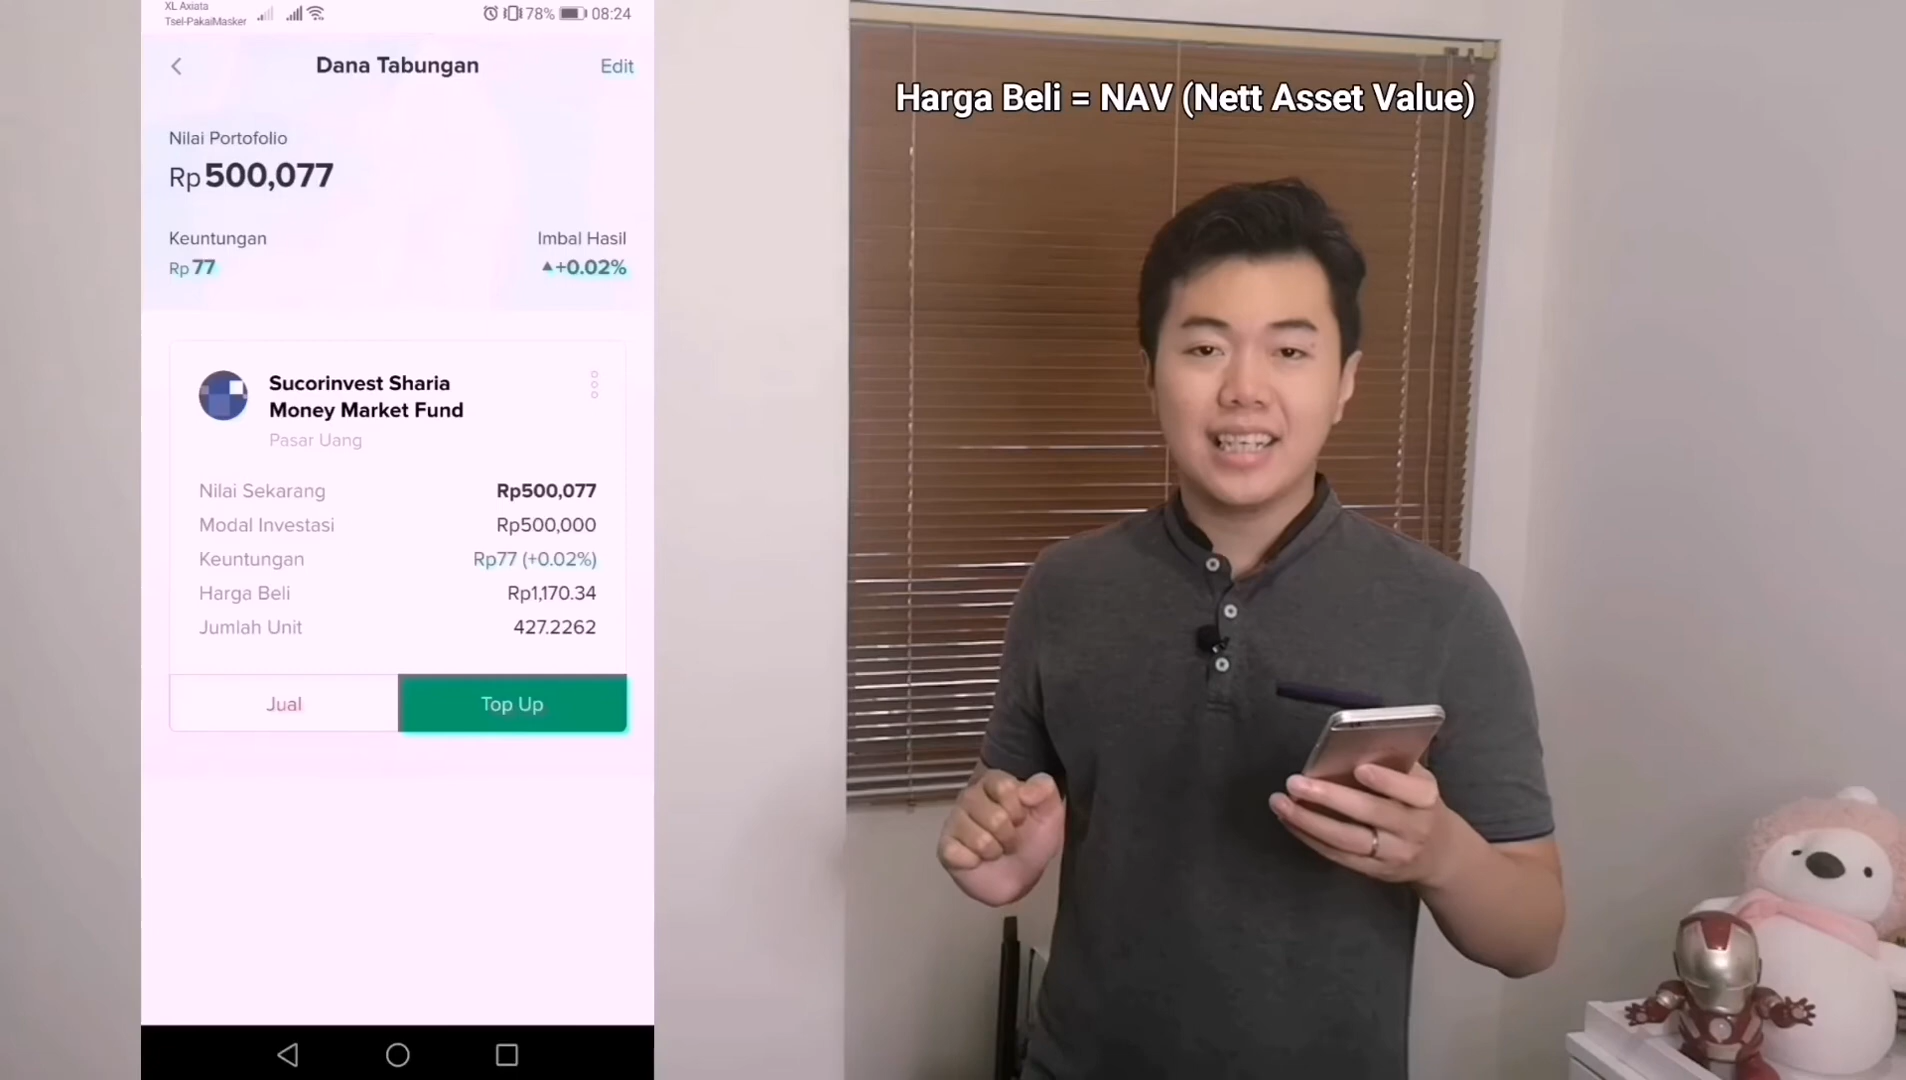 XL Axiata
Tsel-PakaiMasker
78% 08:24
Dana Tabungan
Edit
Nilai Portofolio
Rp 500,077
Keuntungan
Imbal Hasil
Rp 77
▲+0.02%
Sucorinvest Sharia
Money Market Fund
Pasar Uang
Nilai Sekarang Rp500,077
Modal Investasi Rp500,000
Keuntungan Rp77 (+0.02%)
Harga Beli Rp1,170.34
Jumlah Unit 427.2262
Jual
Top Up
Harga Beli = NAV (Nett Asset Value)